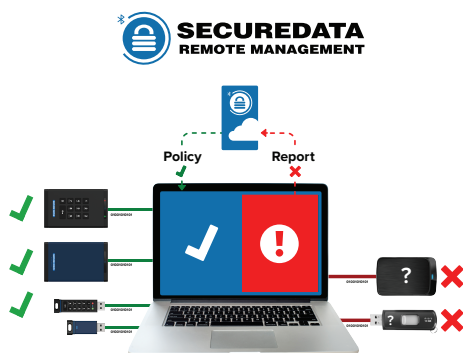 SECUREDATA
REMOTE MANAGEMENT
Policy
Report
!
?
?